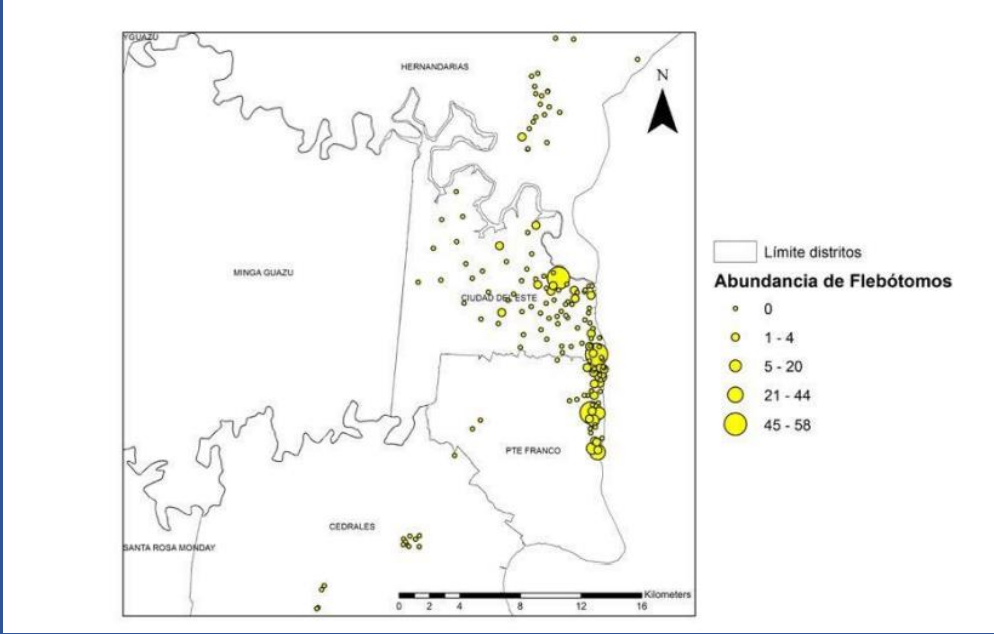 YGUAZU
HERNANDARIAS
N
MINGA GUAZU
CIUDAD DEL ESTE
PTE FRANCO
CEDRALES
SANTA ROSA MONDAY
Kilometers
0 2 4 8 12 16
Límite distritos
Abundancia de Flebótomos
0
1 - 4
5 - 20
21 - 44
45 - 58